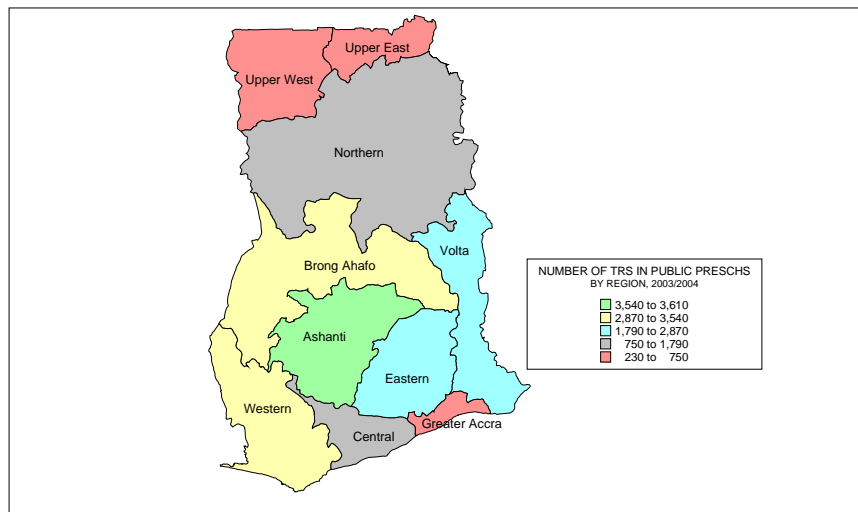 Upper East
Upper West
Northern
Volta
Brong Ahafo
NUMBER OF TRS IN PUBLIC PRESCHS
BY REGION, 2003/2004
3,540 to 3,610
2,870 to 3,540
1,790 to 2,870
750 to 1,790
230 to 750
Ashanti
Eastern
Western
Greater Accra
Central